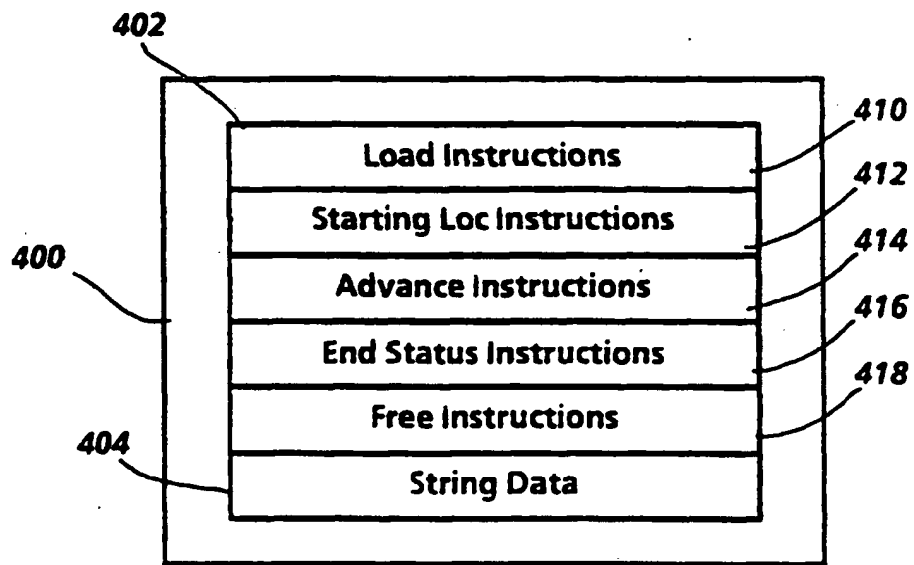 402
Load Instructions
410
Starting Loc Instructions
412
Advance Instructions
414
400
End Status Instructions
416
Free Instructions
418
404
String Data